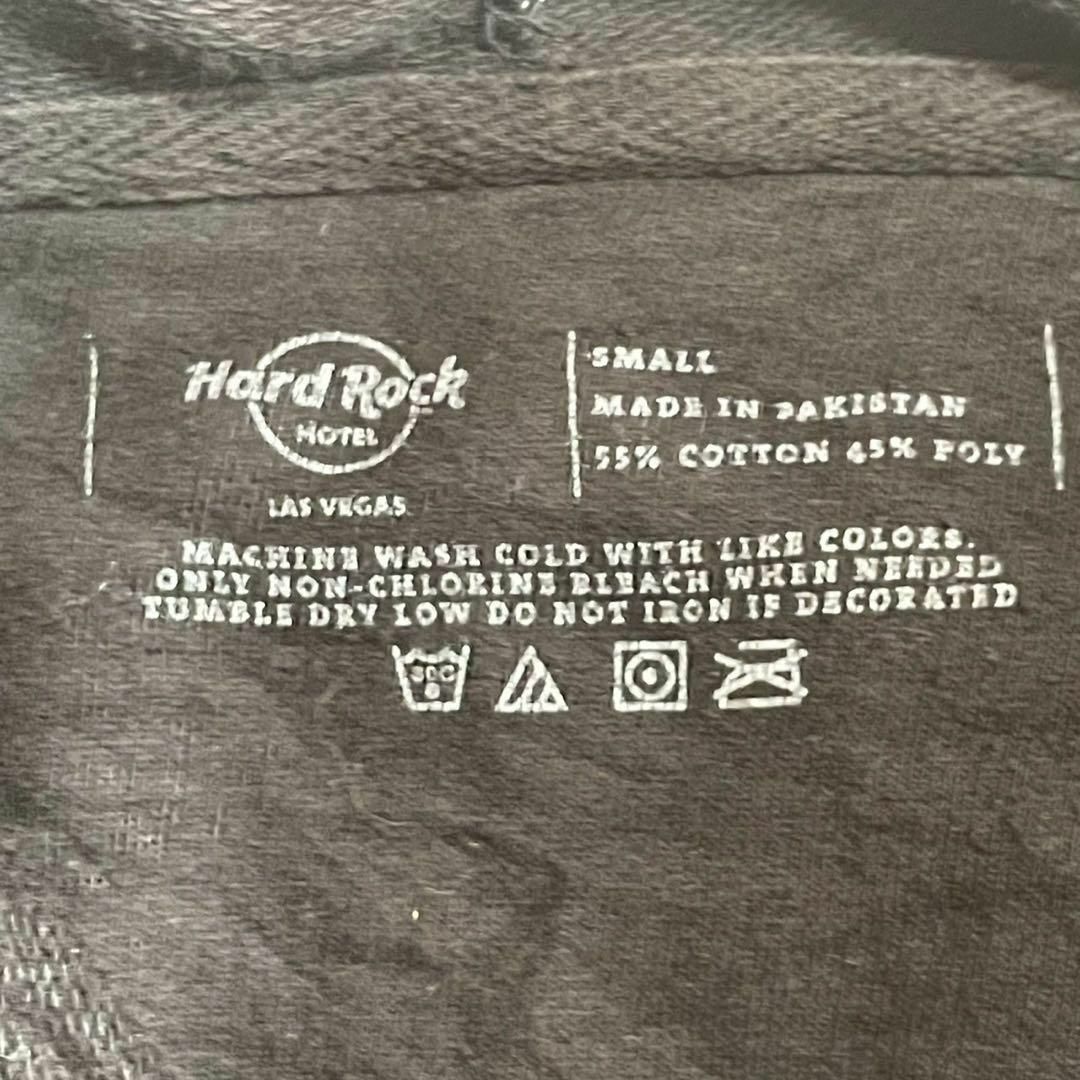 Hard Rock
HOTEL
LAS VEGAS
SMALL
MADE IN PAKISTAN
55% COTTON 45% POLY
MACHINE WASH COLD WITH LIKE COLORS.
ONLY NON-CHLORINE BLEACH WHEN NEEDED
TUMBLE DRY LOW DO NOT IRON IF DECORATED